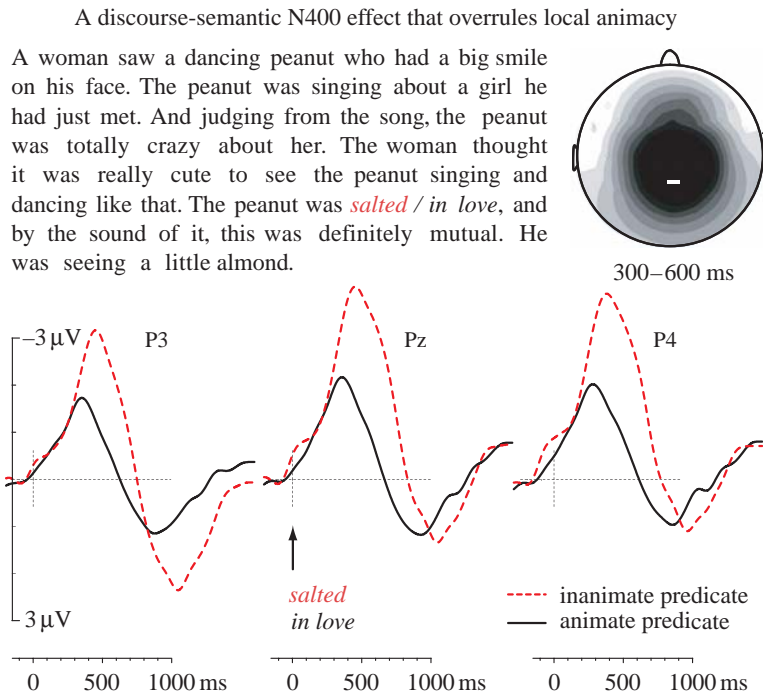 A discourse-semantic N400 effect that overrules local animacy
A woman saw a dancing peanut who had a big smile
on his face. The peanut was singing about a girl he
had just met. And judging from the song, the peanut
was totally crazy about her. The woman thought
it was really cute to see the peanut singing and
dancing like that. The peanut was salted / in love, and
by the sound of it, this was definitely mutual. He
was seeing a little almond.
300–600 ms
–3 µV
P3
Pz
P4
3 µV
salted
in love
inanimate predicate
animate predicate
0 500 1000 ms
0 500 1000 ms
0 500 1000 ms